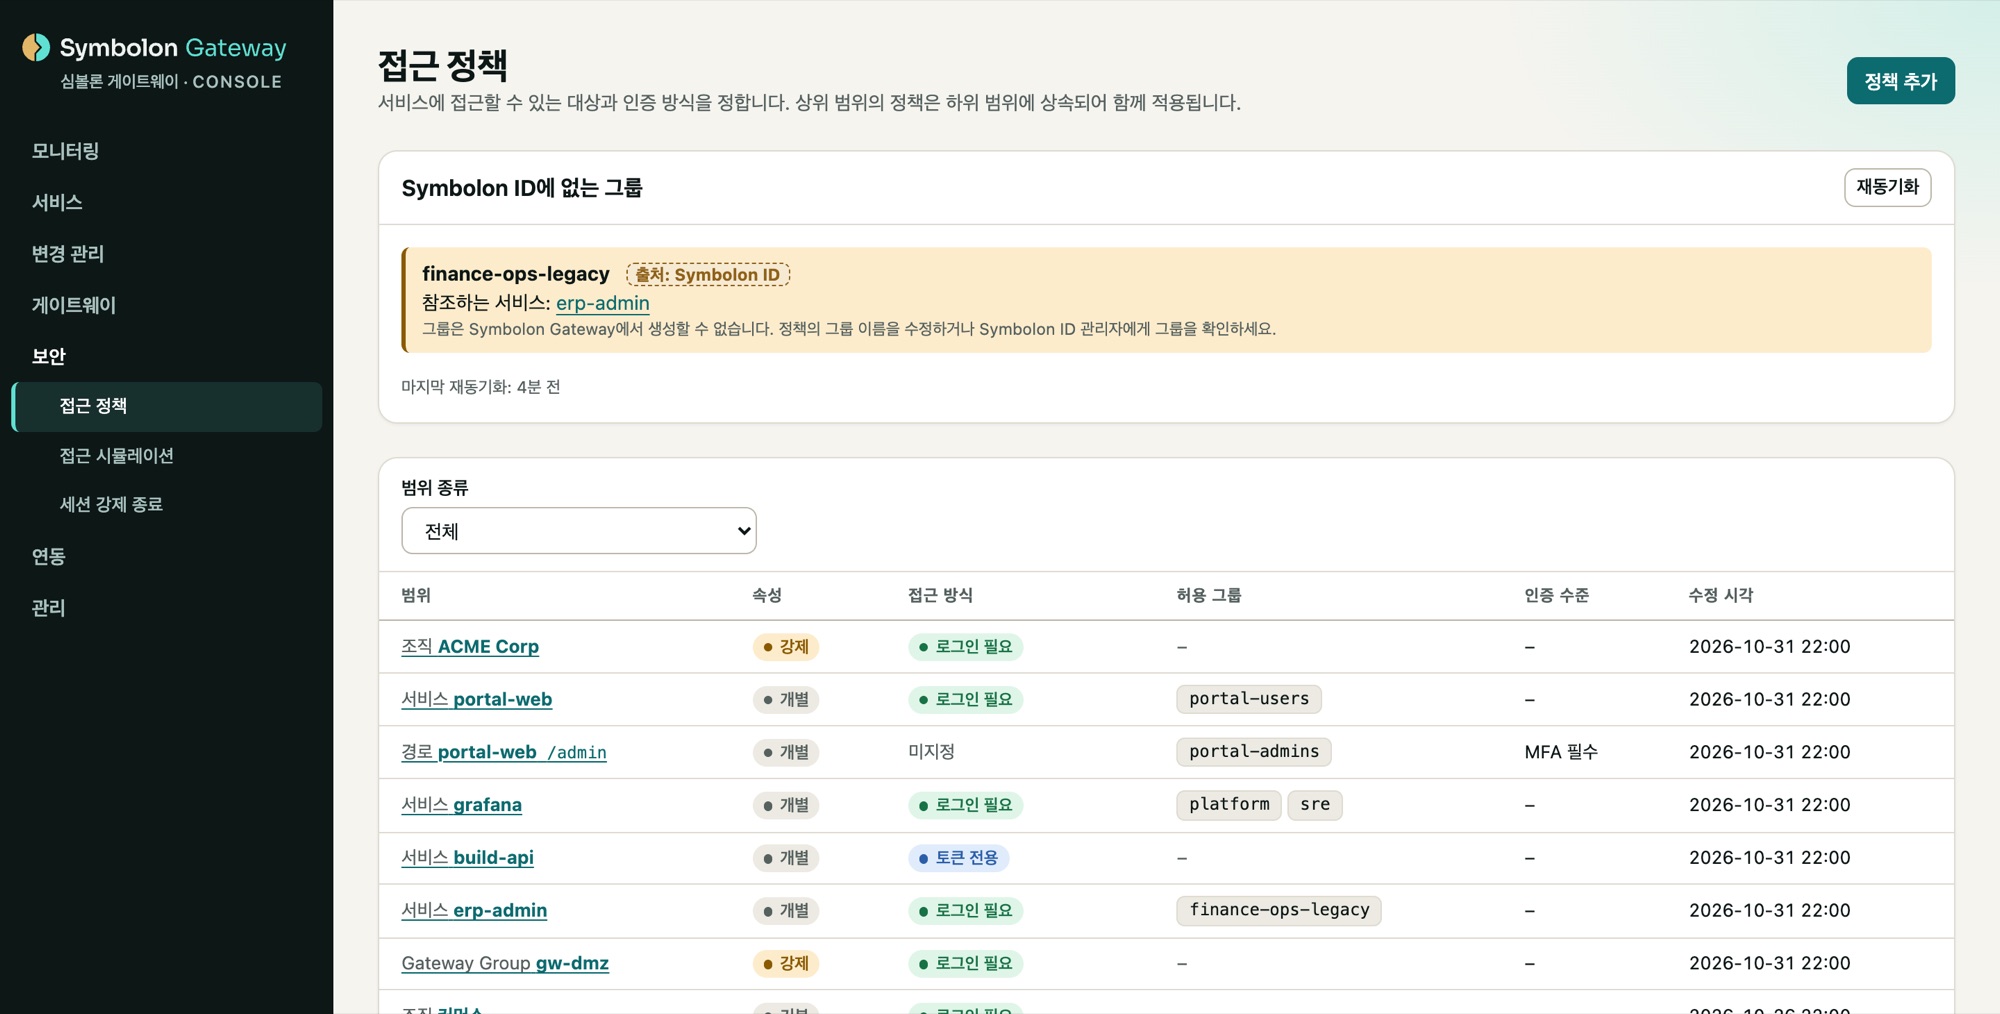 Symbolon Gateway
심볼론 게이트웨이 · CONSOLE
모니터링
서비스
변경 관리
게이트웨이
보안
접근 정책
접근 시뮬레이션
세션 강제 종료
연동
관리
접근 정책
서비스에 접근할 수 있는 대상과 인증 방식을 정합니다. 상위 범위의 정책은 하위 범위에 상속되어 함께 적용됩니다.
정책 추가
Symbolon ID에 없는 그룹
재동기화
finance-ops-legacy 출처: Symbolon ID
참조하는 서비스: erp-admin
그룹은 Symbolon Gateway에서 생성할 수 없습니다. 정책의 그룹 이름을 수정하거나 Symbolon ID 관리자에게 그룹을 확인하세요.
마지막 재동기화: 4분 전
범위 종류
전체
범위 속성 접근 방식 허용 그룹 인증 수준 수정 시각
조직 ACME Corp 강제 로그인 필요 – – 2026-10-31 22:00
서비스 portal-web 개별 로그인 필요 portal-users – 2026-10-31 22:00
경로 portal-web /admin 개별 미지정 portal-admins MFA 필수 2026-10-31 22:00
서비스 grafana 개별 로그인 필요 platform sre – 2026-10-31 22:00
서비스 build-api 개별 토큰 전용 – – 2026-10-31 22:00
서비스 erp-admin 개별 로그인 필요 finance-ops-legacy – 2026-10-31 22:00
Gateway Group gw-dmz 강제 로그인 필요 – – 2026-10-31 22:00